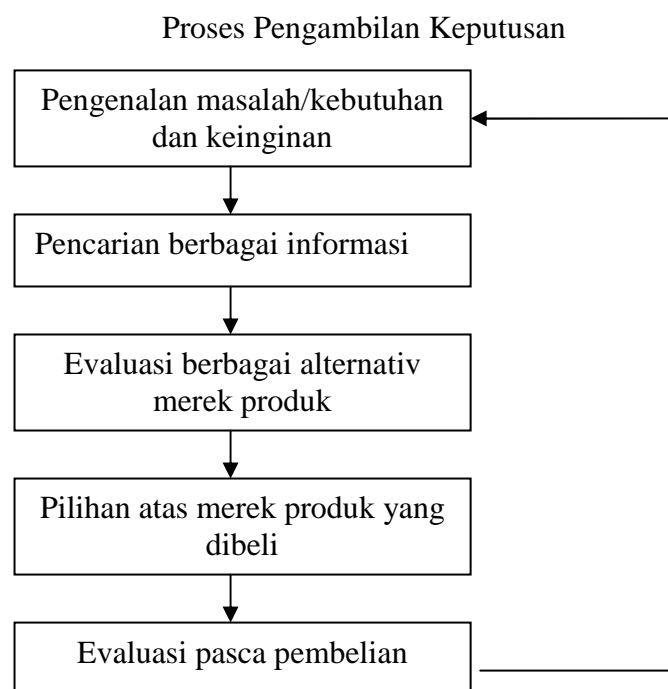 Proses Pengambilan Keputusan
Pengenalan masalah/kebutuhan
dan keinginan
Pencarian berbagai informasi
Evaluasi berbagai alternativ
merek produk
Pilihan atas merek produk yang
dibeli
Evaluasi pasca pembelian